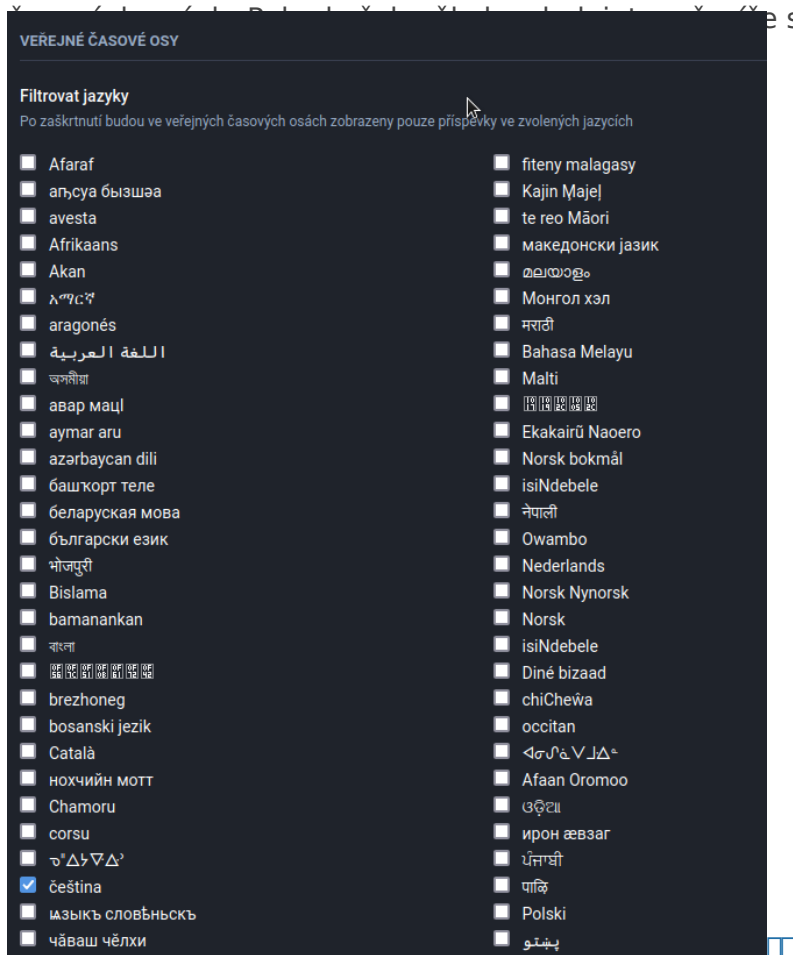 VEŘEJNÉ ČASOVÉ OSY
Filtrovat jazyky
Po zaškrtnutí budou ve veřejných časových osách zobrazeny pouze příspěvky ve zvolených jazycích
Afaraf
аҧсуа бызшәа
avesta
Afrikaans
Akan
አማርኛ
aragonés
اللغة العربية
অসমীয়া
авар мацӀ
aymar aru
azərbaycan dili
башҡорт теле
беларуская мова
български език
भोजपुरी
Bislama
bamanankan
বাংলা
brezhoneg
bosanski jezik
Català
нохчийн мотт
Chamoru
corsu
ᓀᐦᐃᔭᐍᐏᐣ
čeština
ѩзыкъ словѣньскъ
чӑваш чӗлхи
fiteny malagasy
Kajin M̧ajeļ
te reo Māori
македонски јазик
മലയാളം
Монгол хэл
मराठी
Bahasa Melayu
Malti
Ekakairũ Naoero
Norsk bokmål
isiNdebele
नेपाली
Owambo
Nederlands
Norsk Nynorsk
Norsk
isiNdebele
Diné bizaad
chiCheŵa
occitan
ᐊᓂᔑᓈᐯᒧᐎᓐ
Afaan Oromoo
ଓଡ଼ିଆ
ирон æвзаг
ਪੰਜਾਬੀ
पाऴि
Polski
پښتو